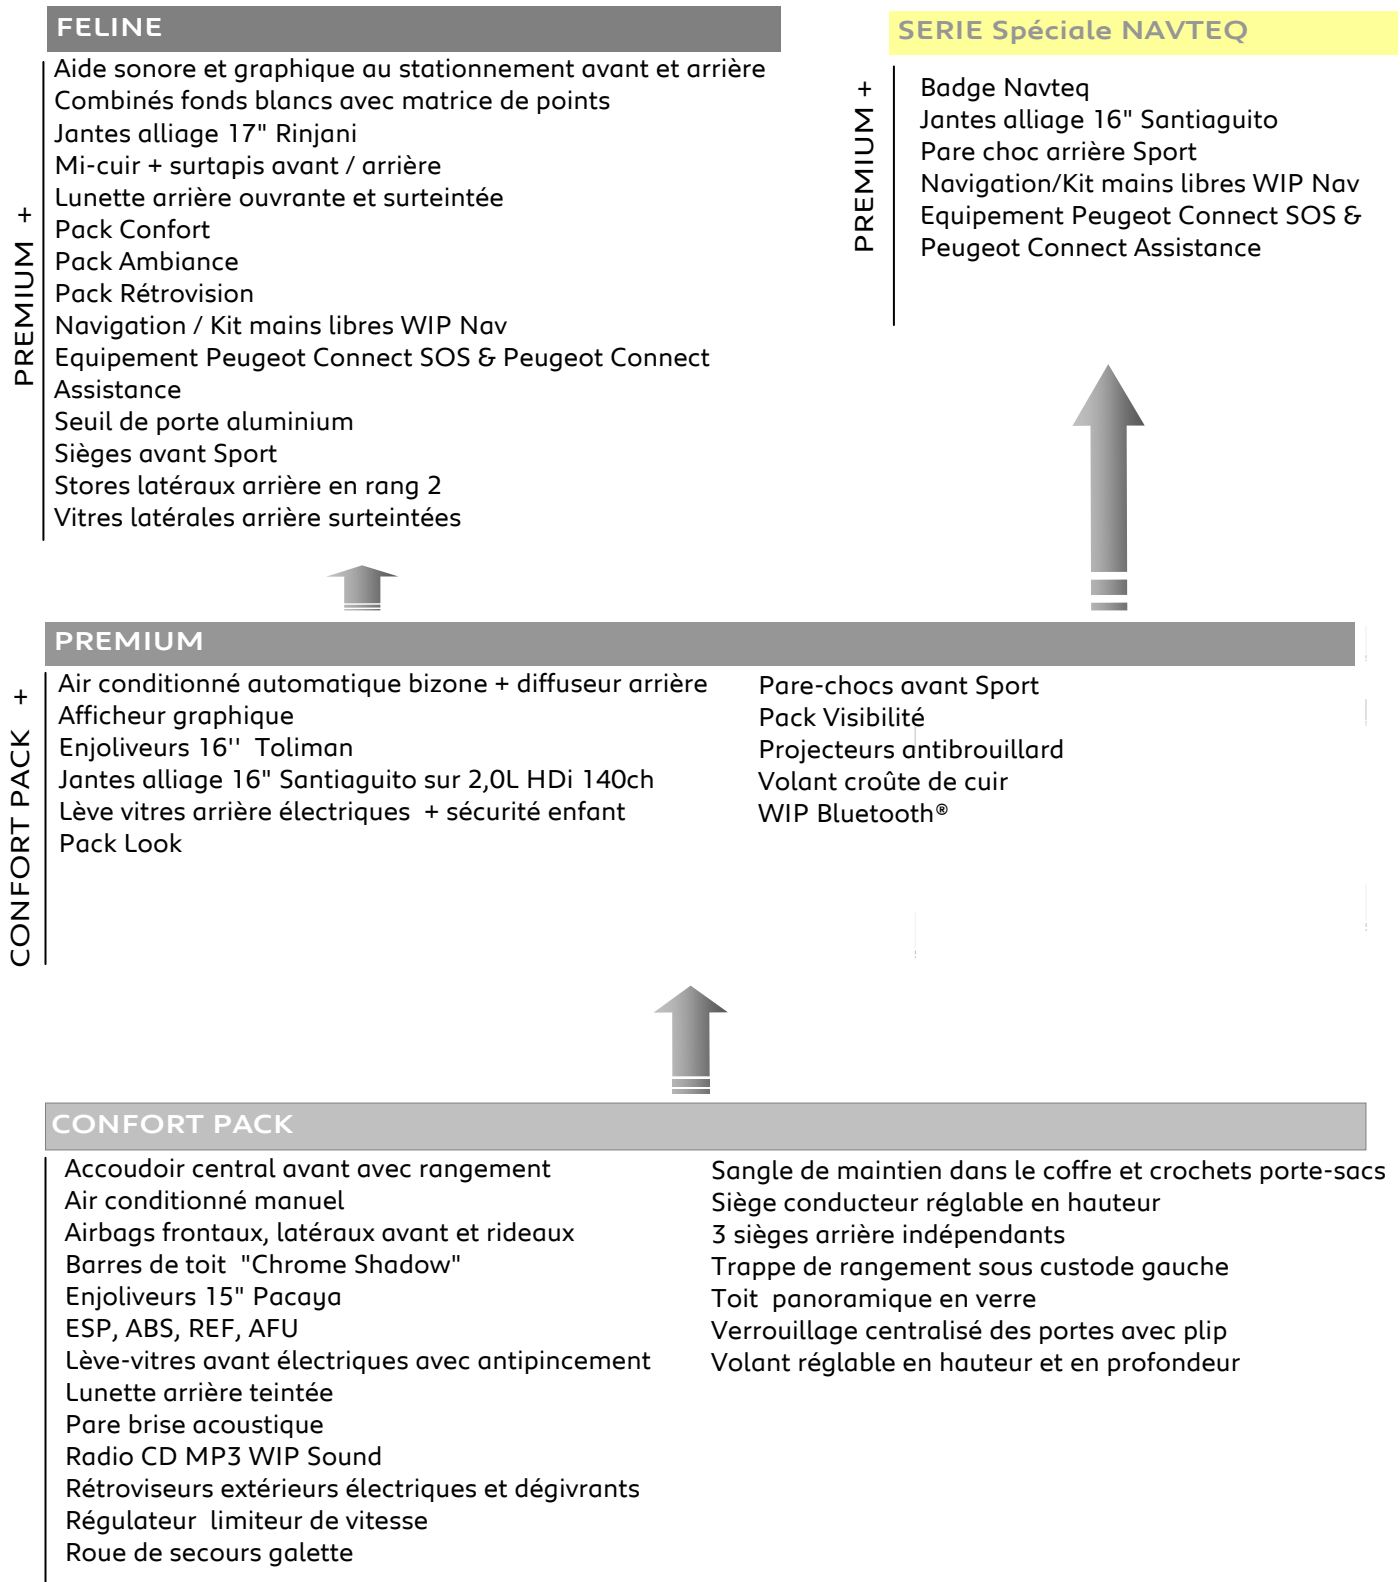 FELINE
PREMIUM +
Aide sonore et graphique au stationnement avant et arrière
Combinés fonds blancs avec matrice de points
Jantes alliage 17" Rinjani
Mi-cuir + surtapis avant / arrière
Lunette arrière ouvrante et surteintée
Pack Confort
Pack Ambiance
Pack Rétrovision
Navigation / Kit mains libres WIP Nav
Equipement Peugeot Connect SOS & Peugeot Connect
Assistance
Seuil de porte aluminium
Sièges avant Sport
Stores latéraux arrière en rang 2
Vitres latérales arrière surteintées
SERIE Spéciale NAVTEQ
PREMIUM +
Badge Navteq
Jantes alliage 16" Santiaguito
Pare choc arrière Sport
Navigation/Kit mains libres WIP Nav
Equipement Peugeot Connect SOS &
Peugeot Connect Assistance
PREMIUM
CONFORT PACK +
Air conditionné automatique bizone + diffuseur arrière
Afficheur graphique
Enjoliveurs 16'' Toliman
Jantes alliage 16" Santiaguito sur 2,0L HDi 140ch
Lève vitres arrière électriques + sécurité enfant
Pack Look
Pare-chocs avant Sport
Pack Visibilité
Projecteurs antibrouillard
Volant croûte de cuir
WIP Bluetooth®
CONFORT PACK
Accoudoir central avant avec rangement
Air conditionné manuel
Airbags frontaux, latéraux avant et rideaux
Barres de toit "Chrome Shadow"
Enjoliveurs 15" Pacaya
ESP, ABS, REF, AFU
Lève-vitres avant électriques avec antipincement
Lunette arrière teintée
Pare brise acoustique
Radio CD MP3 WIP Sound
Rétroviseurs extérieurs électriques et dégivrants
Régulateur limiteur de vitesse
Roue de secours galette
Sangle de maintien dans le coffre et crochets porte-sacs
Siège conducteur réglable en hauteur
3 sièges arrière indépendants
Trappe de rangement sous custode gauche
Toit panoramique en verre
Verrouillage centralisé des portes avec plip
Volant réglable en hauteur et en profondeur